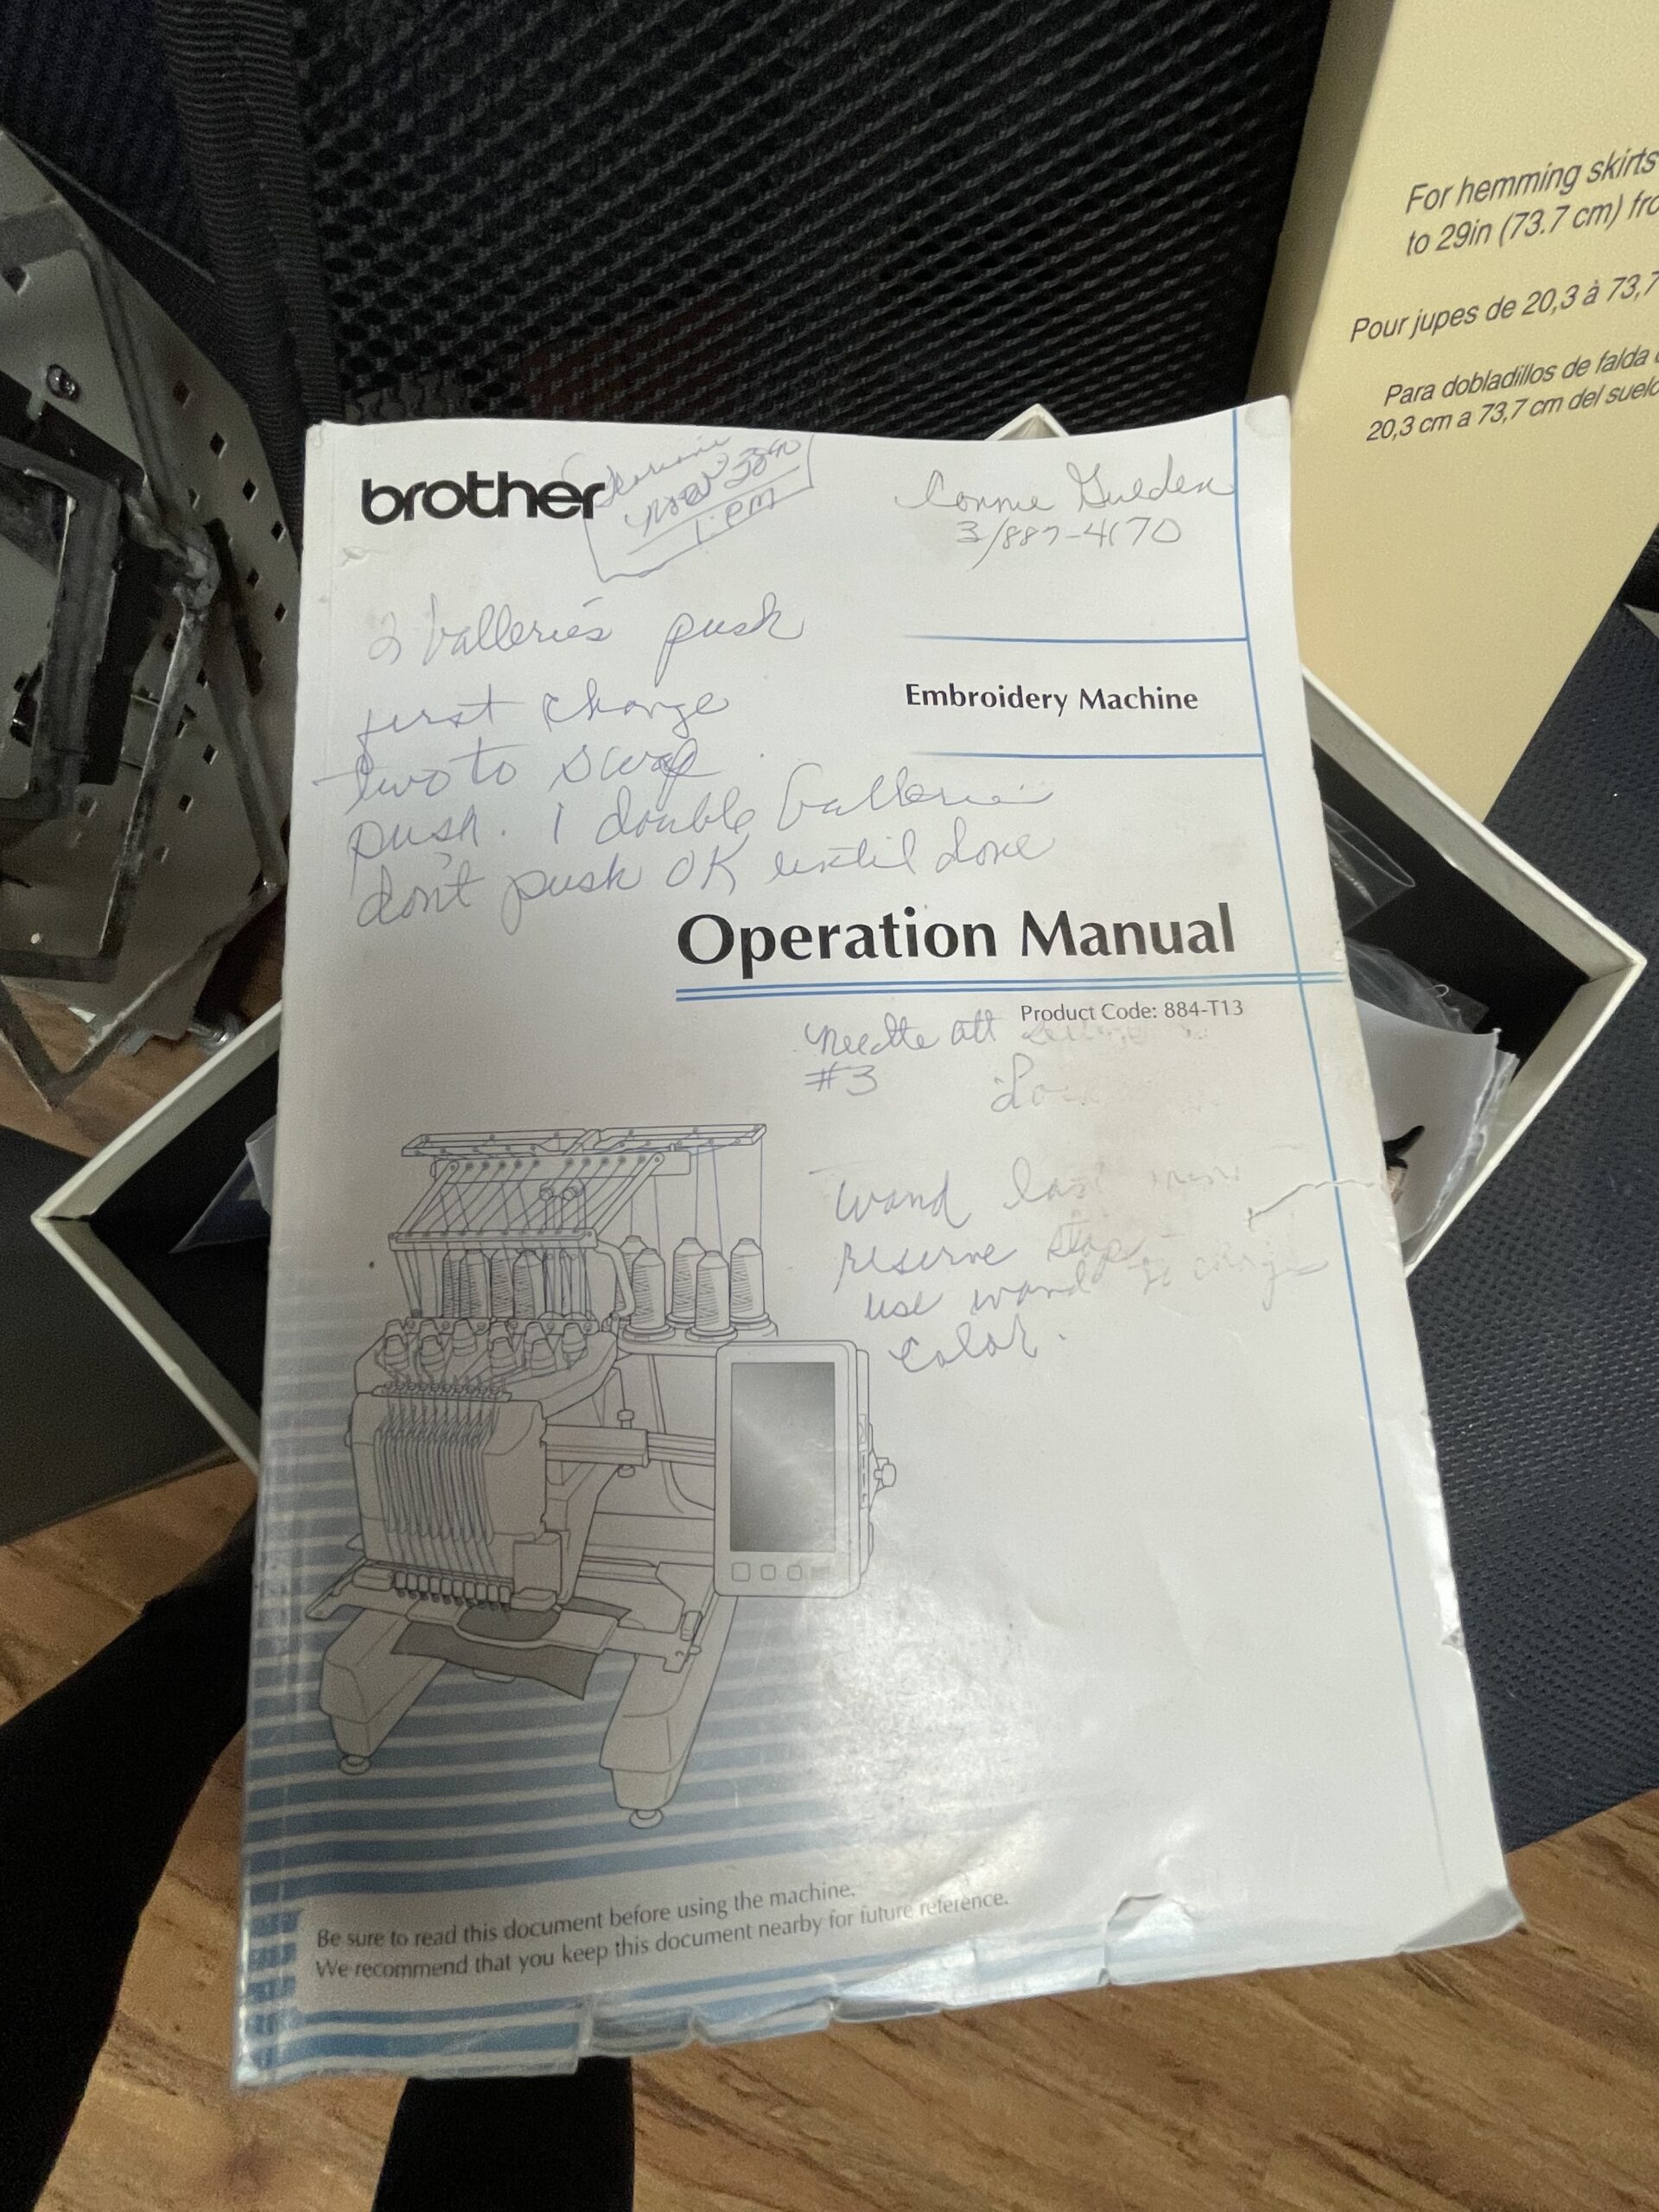 For hemming skirts
to 29in (73.7 cm) fro
Pour jupes de 20,3 à 73,7
Para dobladillos de falda
20,3 cm a 73,7 cm del suelo
brother
1: pm
Connie
3/887-4170
2 batteries push
first change
two to swap
push. 1 double batteries
don't push OK until done
Embroidery Machine
Operation Manual
Product Code: 884-T13
Needle att
#3
wand
reserve stop
use wand to change
color.
Be sure to read this document before using the machine.
We recommend that you keep this document nearby for future reference.